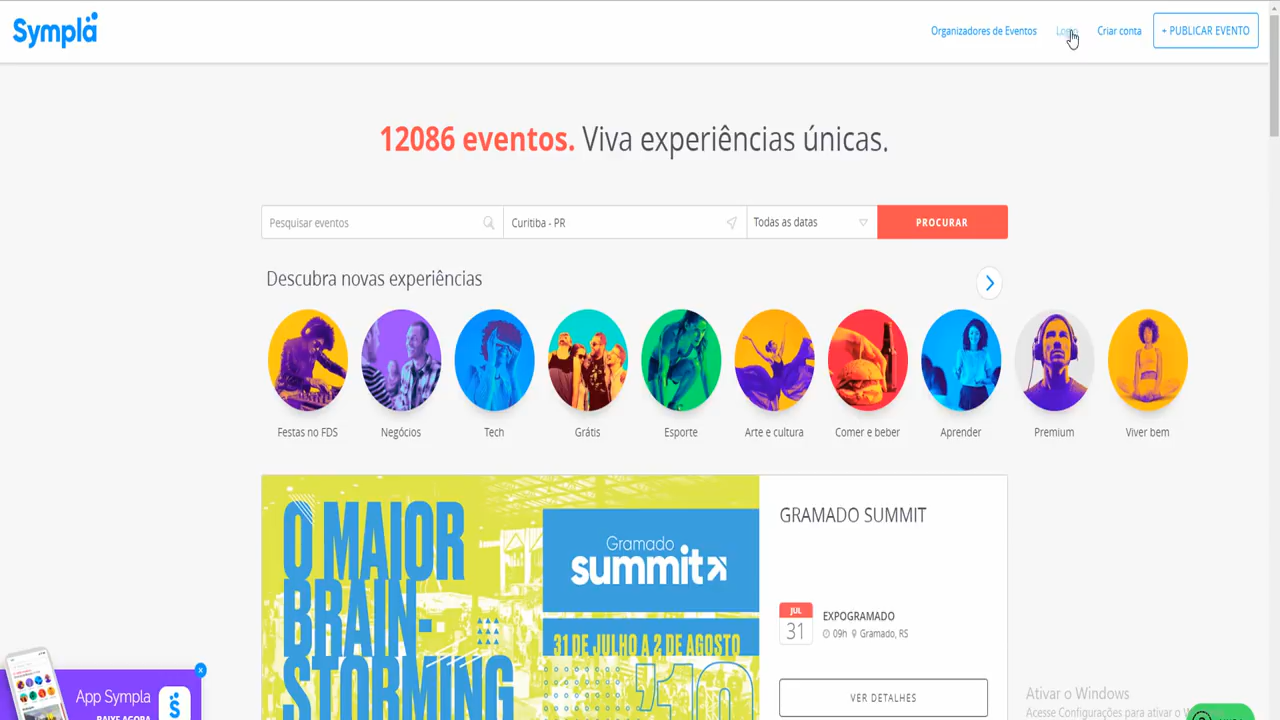 Sympla
Organizadores de Eventos
Criar conta
+ PUBLICAR EVENTO
12086 eventos. Viva experiências únicas.
Pesquisar eventos
Curitiba - PR
Todas as datas
PROCURAR
Descubra novas experiências
Festas no FDS
Negócios
Tech
Grátis
Esporte
Arte e cultura
Comer e beber
Aprender
Premium
Viver bem
O MAIOR
BRAIN-
STORMING
Gramado
summit
31 DE JULHO A 2 DE AGOSTO
GRAMADO SUMMIT
JUL
31
EXPOGRAMADO
09h Gramado, RS
VER DETALHES
App Sympla
BAIXE AGORA
x
Ativar o Windows
Acesse Configurações para ativar o